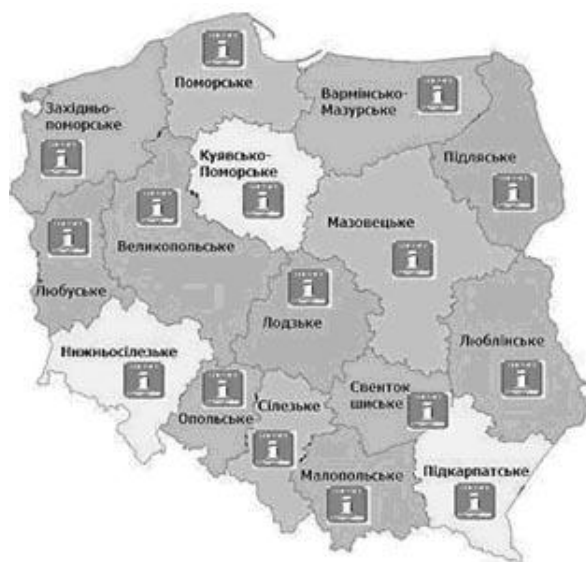 Поморське
Вармінсько-
Мазурське
Західньо-
поморське
Підляське
Куявсько-
Поморське
Мазовецьке
Великопольське
Любуське
Лодзьке
Люблінське
Нижньосілезьке
Свенток
шиське
Сілезьке
Опольське
Малопольське
Підкарпатське